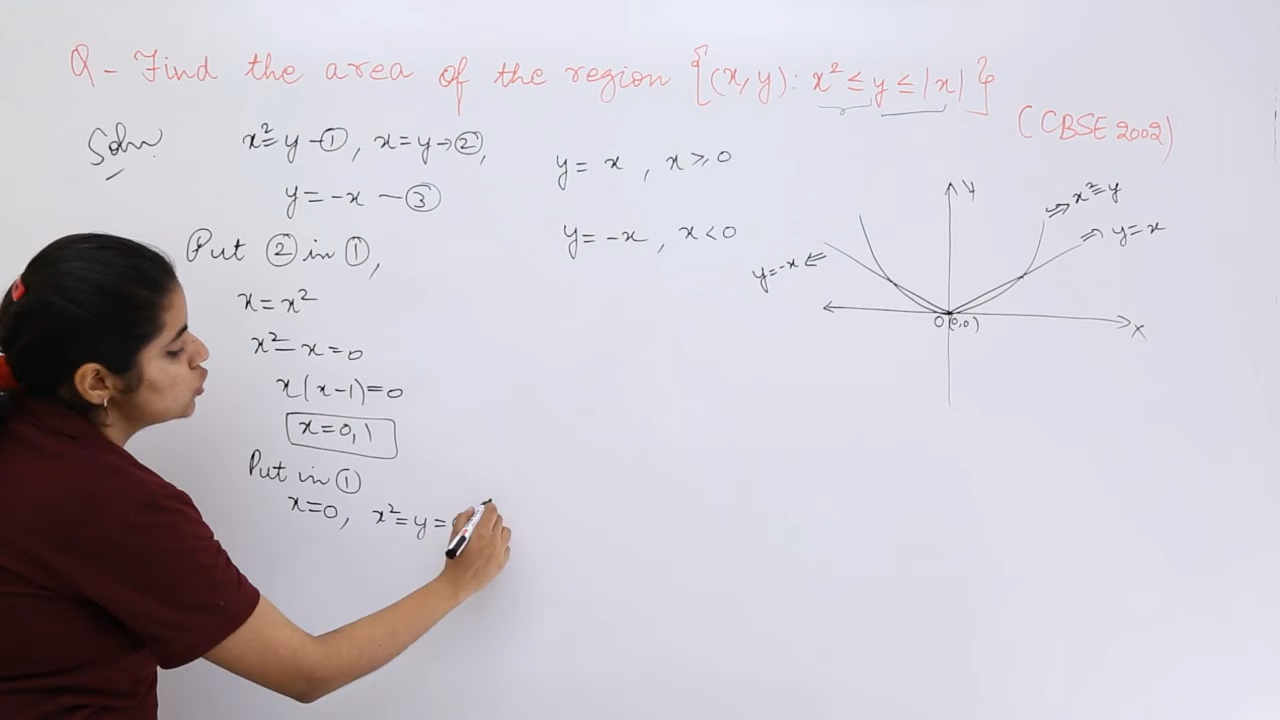 Q - Find the area of the region {(x, y) : x² ≤ y ≤ |x|}
(CBSE 2002)
Soln.
x² = y - ①, x = y → ②,
y = -x — ③
y = x , x ≥ 0
y = -x , x < 0
Put ② in ①,
x = x²
x² - x = 0
x(x-1) = 0
x = 0, 1
Put in ①
x = 0, x² = y =
Y
⇒ x² = y
⇒ y = x
y = -x ⇐
O (0,0)
X